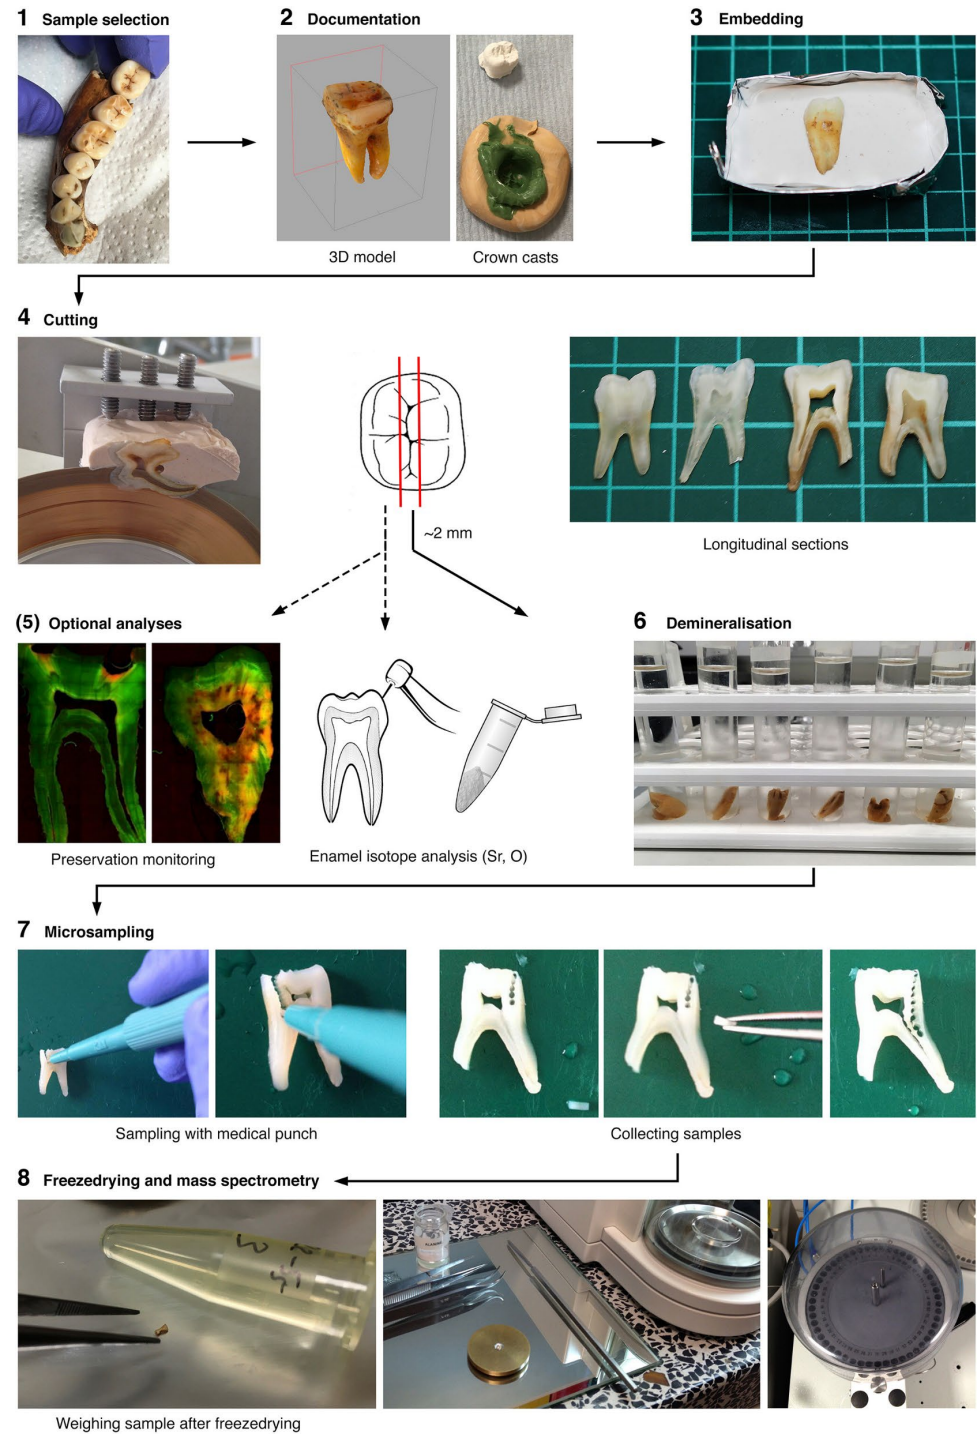 1 Sample selection
2 Documentation
3 Embedding
3D model
Crown casts
4 Cutting
~2 mm
Longitudinal sections
(5) Optional analyses
6 Demineralisation
Preservation monitoring
Enamel isotope analysis (Sr, O)
7 Microsampling
Sampling with medical punch
Collecting samples
8 Freezedrying and mass spectrometry
Weighing sample after freezedrying